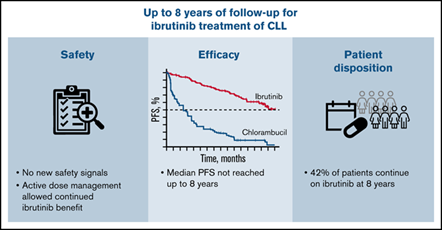 Up to 8 years of follow-up for
ibrutinib treatment of CLL
Safety
• No new safety signals
• Active dose management
allowed continued
ibrutinib benefit
Efficacy
PFS, %
Ibrutinib
Chlorambucil
Time, months
• Median PFS not reached
up to 8 years
Patient
disposition
• 42% of patients continue
on ibrutinib at 8 years